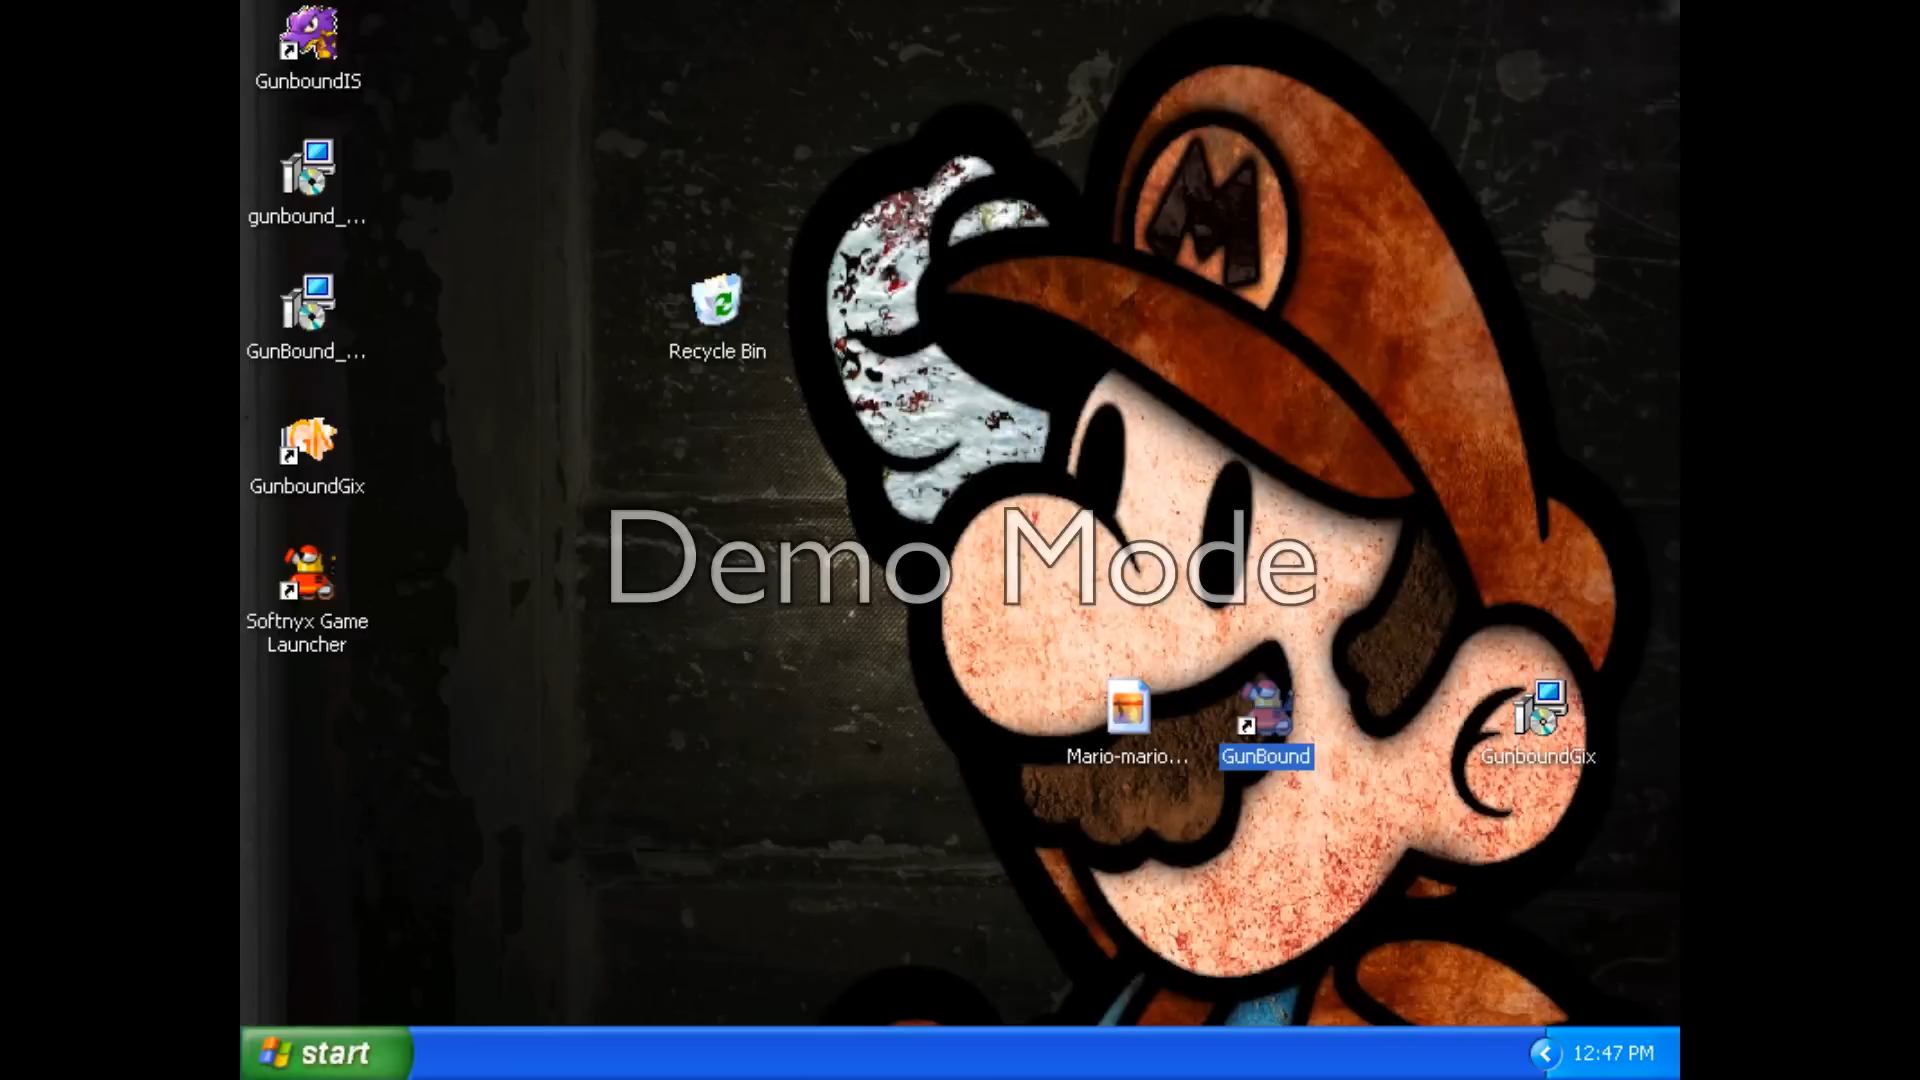 GunboundIS
gunbound_...
GunBound_...
Recycle Bin
GunboundGix
Demo Mode
Softnyx Game
Launcher
Mario-mario...
GunBound
GunboundGix
M
start
12:47 PM